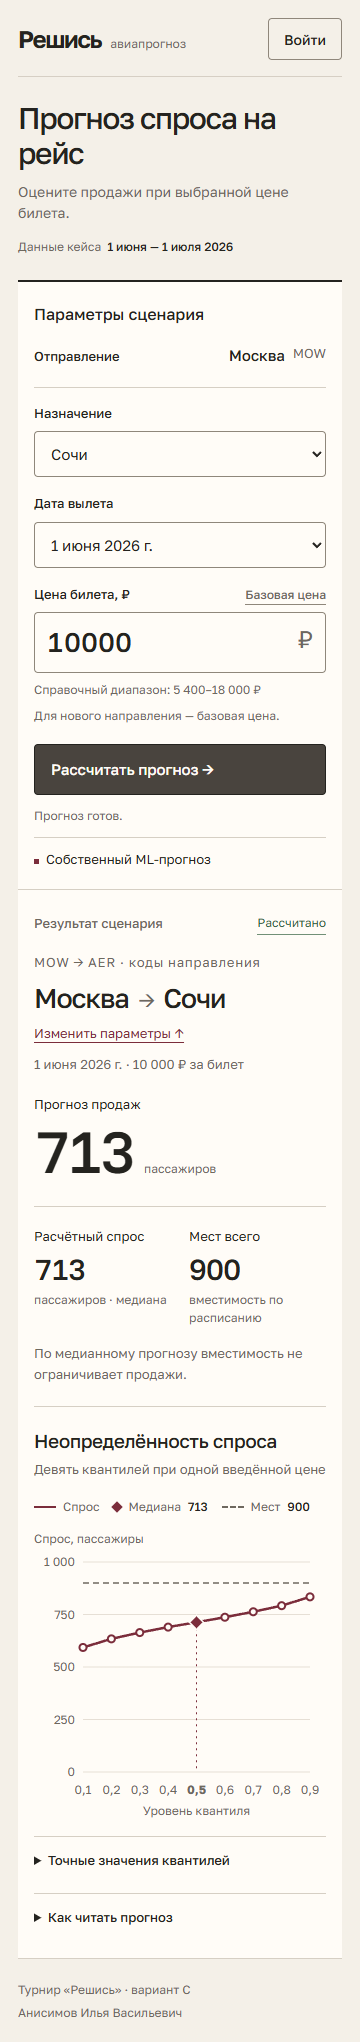 Решись авиапрогноз Войти
Прогноз спроса на
рейс
Оцените продажи при выбранной цене
билета.
Данные кейса 1 июня — 1 июля 2026
Параметры сценария
Отправление Москва MOW
Назначение
Сочи
Дата вылета
1 июня 2026 г.
Цена билета, ₽ Базовая цена
10000 ₽
Справочный диапазон: 5 400–18 000 ₽
Для нового направления — базовая цена.
Рассчитать прогноз →
Прогноз готов.
Собственный ML-прогноз
Результат сценария Рассчитано
MOW → AER · коды направления
Москва → Сочи
Изменить параметры ↑
1 июня 2026 г. · 10 000 ₽ за билет
Прогноз продаж
713 пассажиров
Расчётный спрос Мест всего
713 900
пассажиров · медиана вместимость по
расписанию
По медианному прогнозу вместимость не
ограничивает продажи.
Неопределённость спроса
Девять квантилей при одной введённой цене
Спрос Медиана 713 Мест 900
Спрос, пассажиры
1 000
750
500
250
0
0,1 0,2 0,3 0,4 0,5 0,6 0,7 0,8 0,9
Уровень квантиля
Точные значения квантилей
Как читать прогноз
Турнир «Решись» · вариант C
Анисимов Илья Васильевич